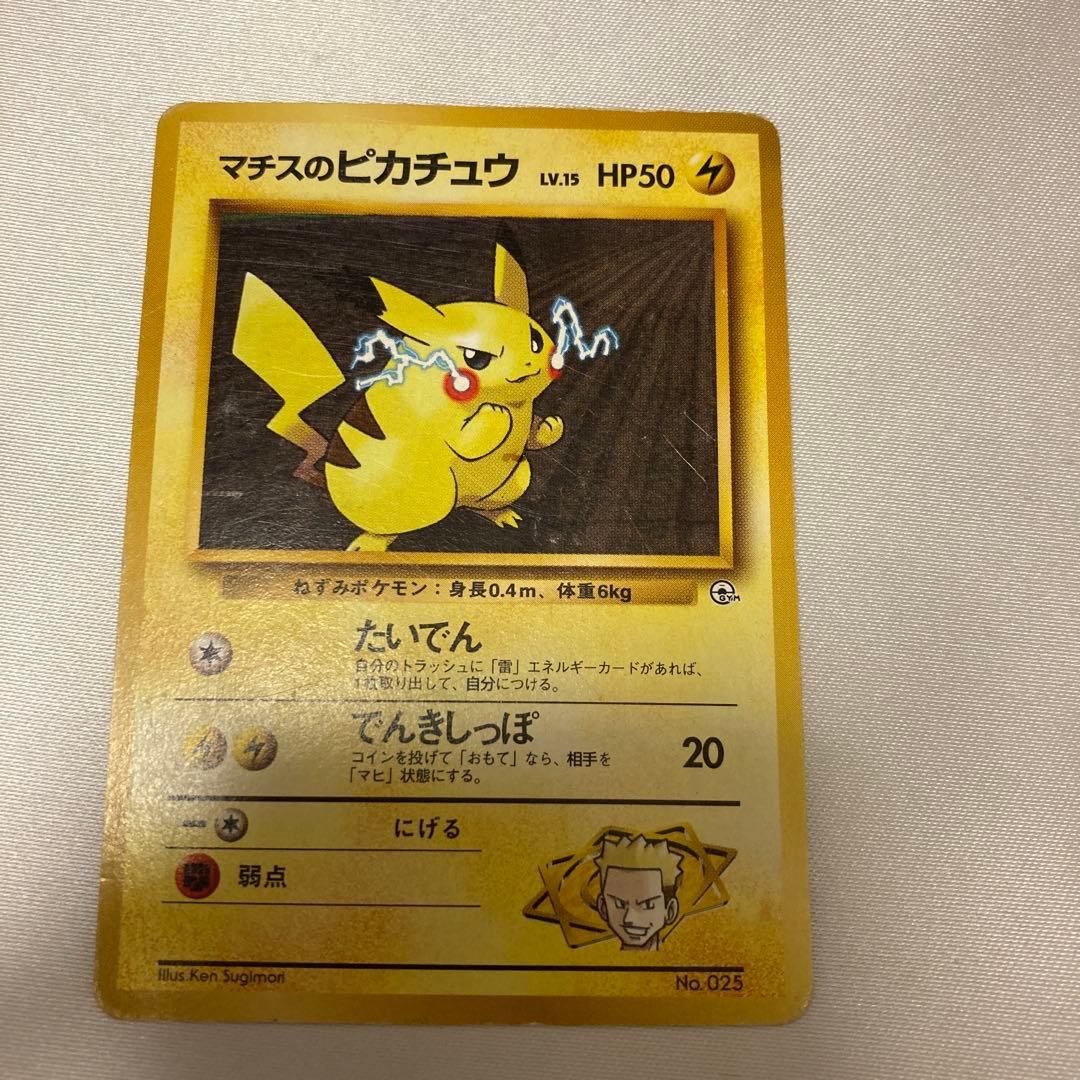 マチスのピカチュウ LV.15 HP50
ねずみポケモン：身長0.4m、体重6kg
GYM
たいでん
自分のトラッシュに「雷」エネルギーカードがあれば、
1枚取り出して、自分につける。
でんきしっぽ
コインを投げて「おもて」なら、相手を
「マヒ」状態にする。
20
にげる
弱点
Illus.Ken Sugimori
No. 025